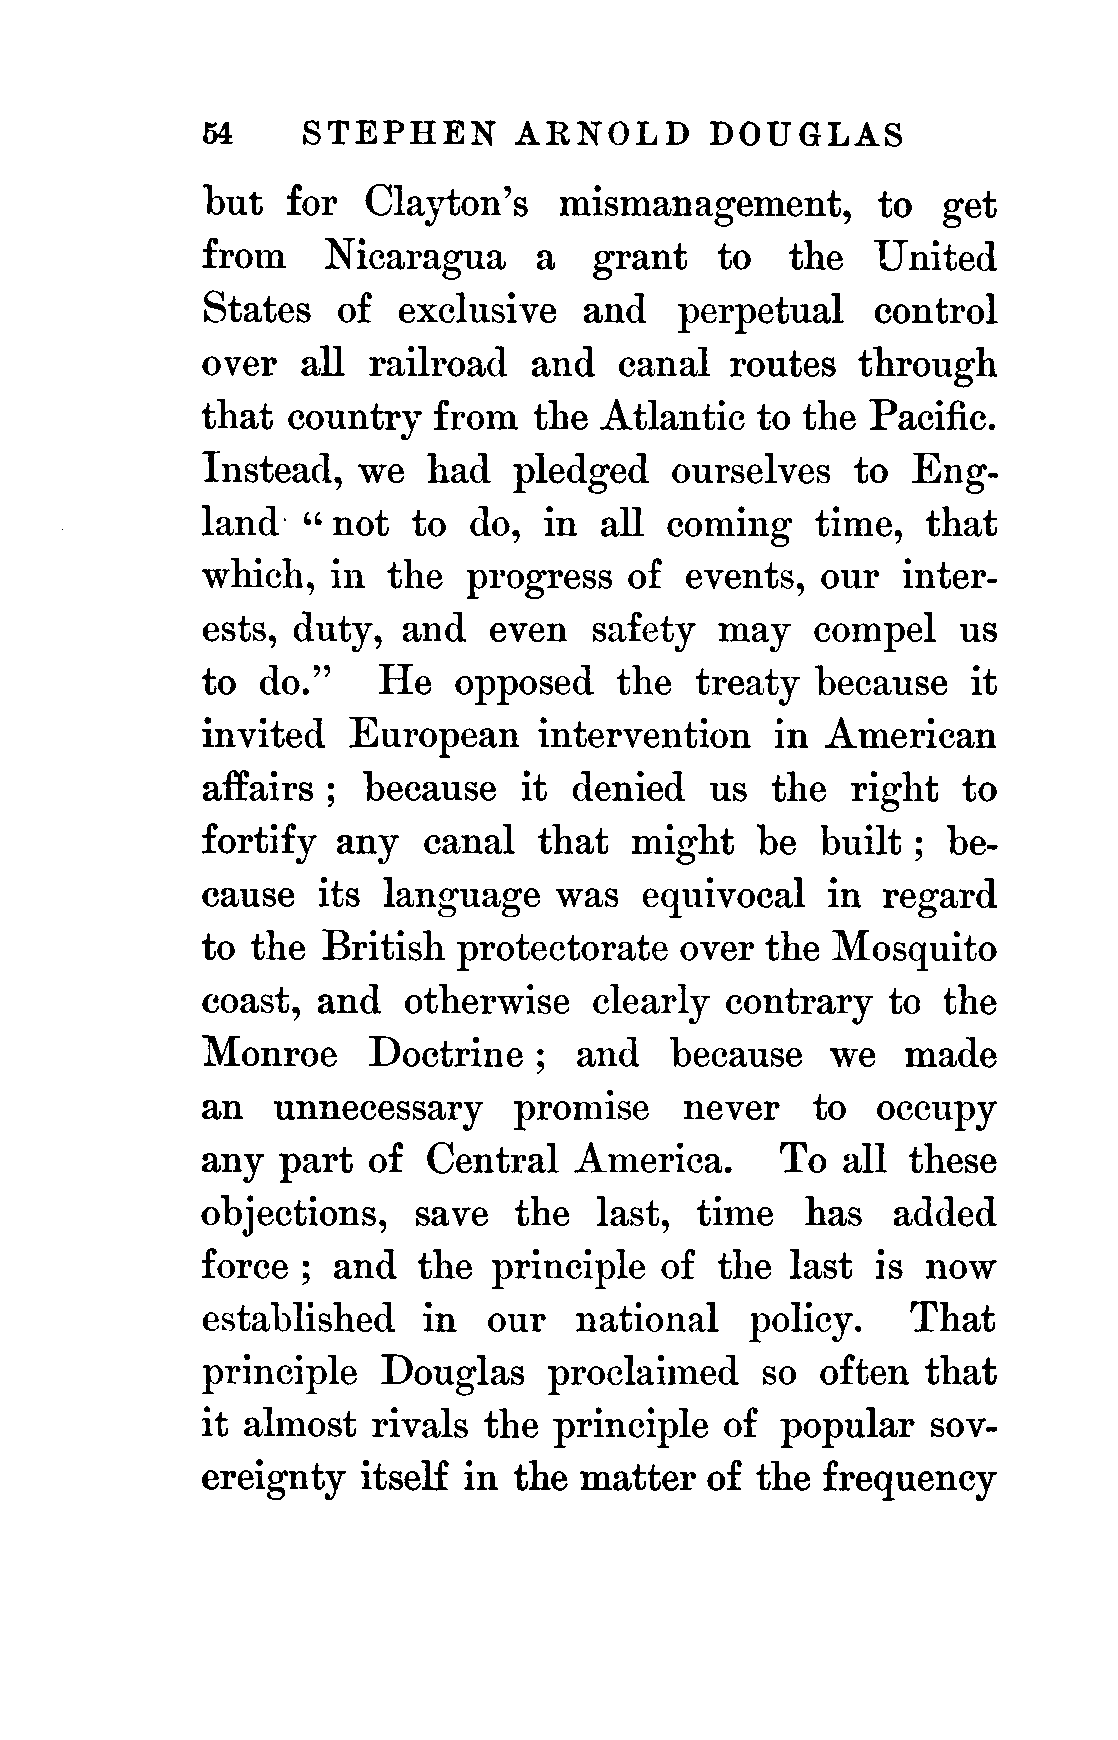 54 STEPHEN ARNOLD DOUGLAS
but for Clayton's mismanagement, to get
from Nicaragua a grant to the United
States of exclusive and perpetual control
over all railroad and canal routes through
that country from the Atlantic to the Pacific.
Instead, we had pledged ourselves to Eng-
land “ not to do, in all coming time, that
which, in the progress of events, our inter-
ests, duty, and even safety may compel us
to do.” He opposed the treaty because it
invited European intervention in American
affairs ; because it denied us the right to
fortify any canal that might be built ; be-
cause its language was equivocal in regard
to the British protectorate over the Mosquito
coast, and otherwise clearly contrary to the
Monroe Doctrine ; and because we made
an unnecessary promise never to occupy
any part of Central America. To all these
objections, save the last, time has added
force ; and the principle of the last is now
established in our national policy. That
principle Douglas proclaimed so often that
it almost rivals the principle of popular sov-
ereignty itself in the matter of the frequency